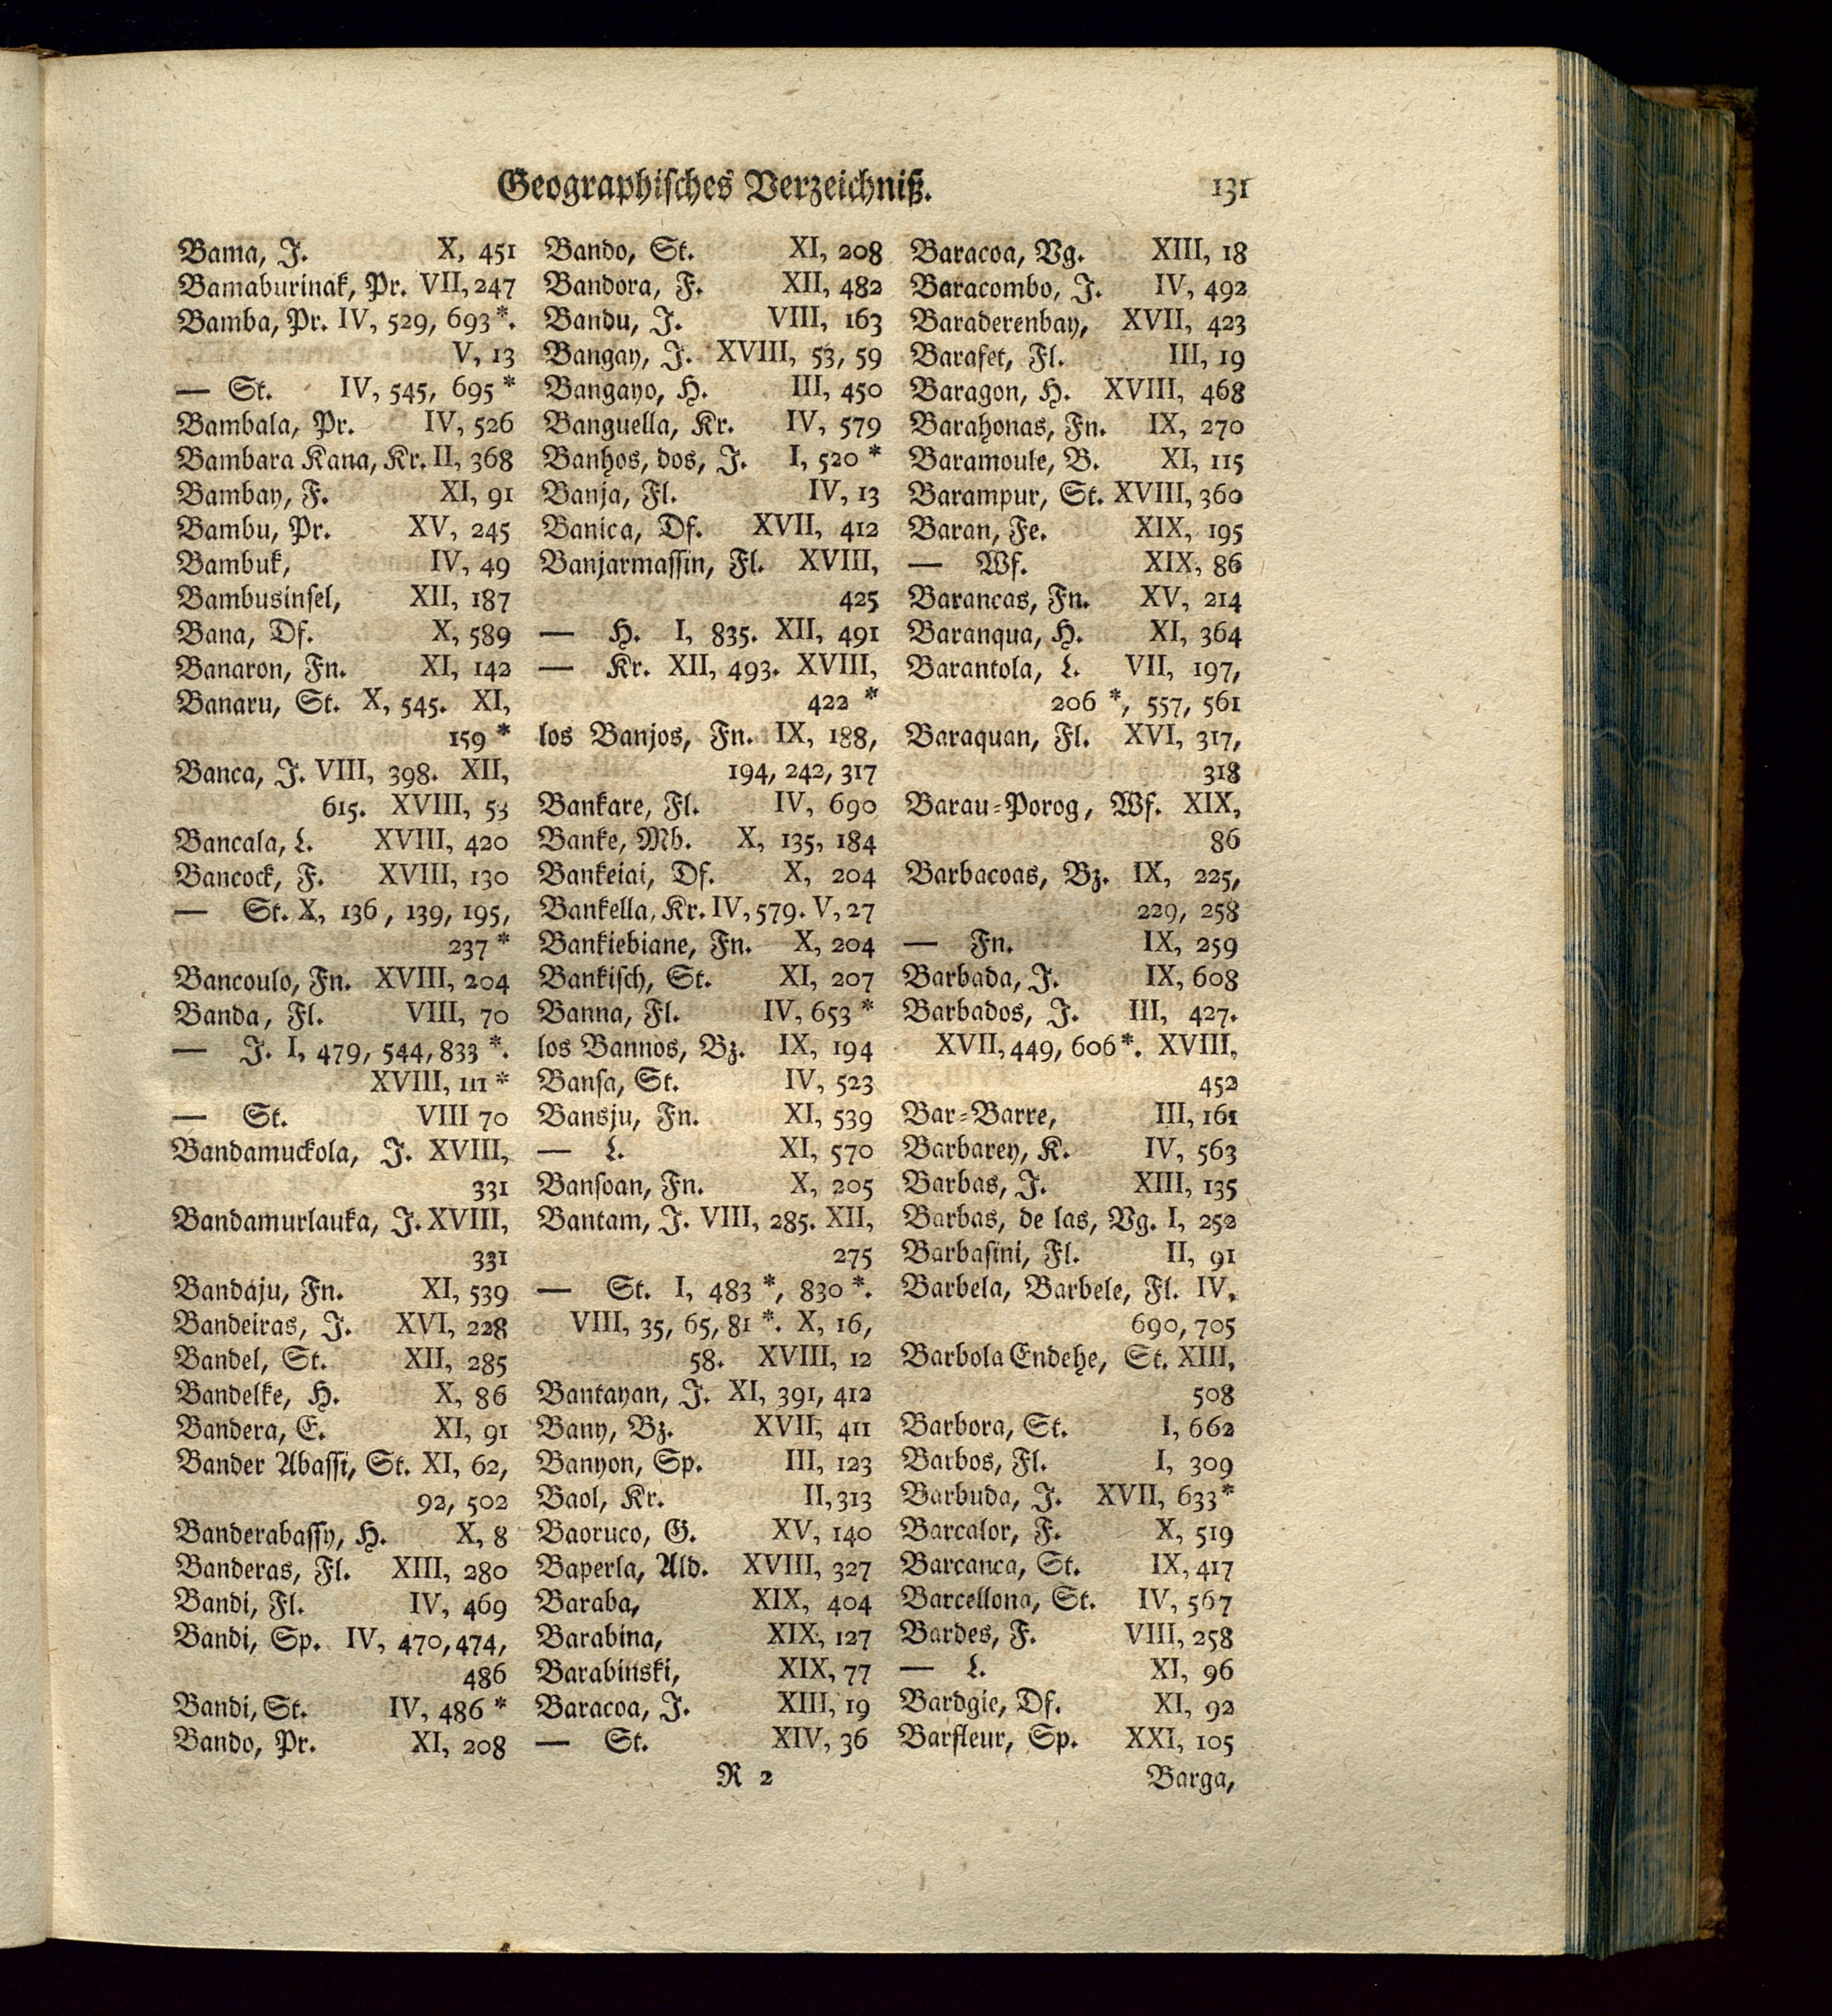 Geographisches Verzeichniß. 131
Bama, J. X, 451
Bamaburinak, Pr. VII, 247
Bamba, Pr. IV, 529, 693*.
V, 13
— St. IV, 545, 695*
Bambala, Pr. IV, 526
Bambara Kana, Kr. II, 368
Bambay, F. XI, 91
Bambu, Pr. XV, 245
Bambuk, IV, 49
Bambusinsel, XII, 187
Bana, Df. X, 589
Banaron, Fn. XI, 142
Banaru, St. X, 545. XI,
159*
Banca, J. VIII, 398. XII,
615. XVIII, 53
Bancala, L. XVIII, 420
Bancock, F. XVIII, 130
— St. X, 136, 139, 195,
237*
Bancoulo, Fn. XVIII, 204
Banda, Fl. VIII, 70
— J. I, 479, 544, 833*.
XVIII, 111*
— St. VIII 70
Bandamuckola, J. XVIII,
331
Bandamurlauka, J. XVIII,
331
Bandaju, Fn. XI, 539
Bandeiras, J. XVI, 228
Bandel, St. XII, 285
Bandelke, H. X, 86
Bandera, E. XI, 91
Bander Abassi, St. XI, 62,
92, 502
Banderabassy, H. X, 8
Banderas, Fl. XIII, 280
Bandi, Fl. IV, 469
Bandi, Sp. IV, 470, 474,
486
Bandi, St. IV, 486*
Bando, Pr. XI, 208
Bando, St. XI, 208
Bandora, F. XII, 482
Bandu, J. VIII, 163
Bangay, J. XVIII, 53, 59
Bangayo, H. III, 450
Banguella, Kr. IV, 579
Banhos, dos, J. I, 520*
Banja, Fl. IV, 13
Banica, Df. XVII, 412
Banjarmassin, Fl. XVIII,
425
— H. I, 835. XII, 491
— Kr. XII, 493. XVIII,
422*
los Banjos, Fn. IX, 188,
194, 242, 317
Bankare, Fl. IV, 690
Banke, Mb. X, 135, 184
Bankeiai, Df. X, 204
Bankella, Kr. IV, 579. V, 27
Bankiebiane, Fn. X, 204
Bankisch, St. XI, 207
Banna, Fl. IV, 653*
los Bannos, Bz. IX, 194
Bansa, St. IV, 523
Bansju, Fn. XI, 539
— L. XI, 570
Bansoan, Fn. X, 205
Bantam, J. VIII, 285. XII,
275
— St. I, 483*, 830*.
VIII, 35, 65, 81*. X, 16,
58. XVIII, 12
Bantayan, J. XI, 391, 412
Bany, Bz. XVII, 411
Banyon, Sp. III, 123
Baol, Kr. II, 313
Baoruco, G. XV, 140
Baperla, Ald. XVIII, 327
Baraba, XIX, 404
Barabina, XIX, 127
Barabinski, XIX, 77
Baracoa, J. XIII, 19
— St. XIV, 36
Baracoa, Vg. XIII, 18
Baracombo, J. IV, 492
Baraderenbay, XVII, 423
Barafet, Fl. III, 19
Baragon, H. XVIII, 468
Barahonas, Fn. IX, 270
Baramoule, B. XI, 115
Barampur, St. XVIII, 360
Baran, Fe. XIX, 195
— Wf. XIX, 86
Barancas, Fn. XV, 214
Baranqua, H. XI, 364
Barantola, L. VII, 197,
206*, 557, 561
Baraquan, Fl. XVI, 317,
318
Barau-Porog, Wf. XIX,
86
Barbacoas, Bz. IX, 225,
229, 258
— Fn. IX, 259
Barbada, J. IX, 608
Barbados, J. III, 427.
XVII, 449, 606*. XVIII,
452
Bar-Barre, III, 161
Barbarey, K. IV, 563
Barbas, J. XIII, 135
Barbas, de las, Vg. I, 252
Barbasini, Fl. II, 91
Barbela, Barbele, Fl. IV,
690, 705
Barbola Endehe, St. XIII,
508
Barbora, St. I, 662
Barbos, Fl. I, 309
Barbuda, J. XVII, 633*
Barcalor, F. X, 519
Barcanca, St. IX, 417
Barcellona, St. IV, 567
Bardes, F. VIII, 258
— L. XI, 96
Bardgie, Df. XI, 92
Barfleur, Sp. XXI, 105
R 2 Barga,